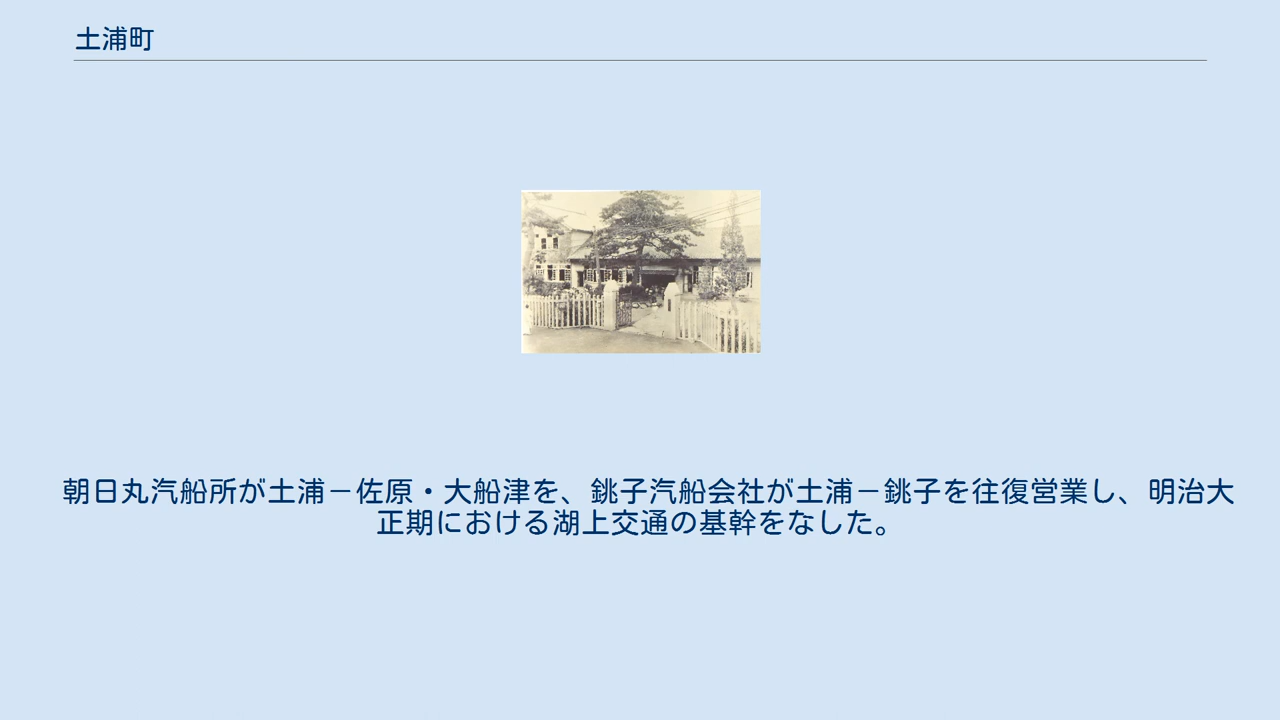 土浦町
朝日丸汽船所が土浦－佐原・大船津を、銚子汽船会社が土浦－銚子を往復営業し、明治大
正期における湖上交通の基幹をなした。